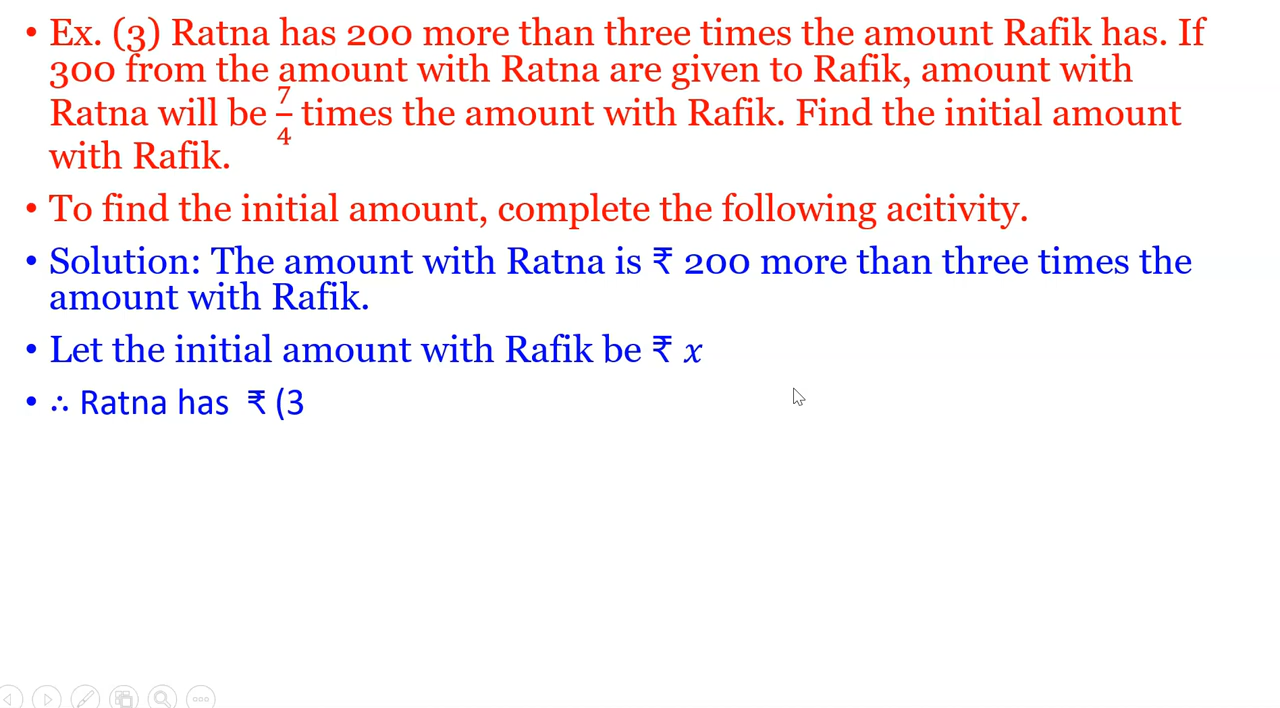 • Ex. (3) Ratna has 200 more than three times the amount Rafik has. If
300 from the amount with Ratna are given to Rafik, amount with
Ratna will be 7/4 times the amount with Rafik. Find the initial amount
with Rafik.
• To find the initial amount, complete the following acitivity.
• Solution: The amount with Ratna is ₹ 200 more than three times the
amount with Rafik.
• Let the initial amount with Rafik be ₹ x
• ∴ Ratna has ₹ (3